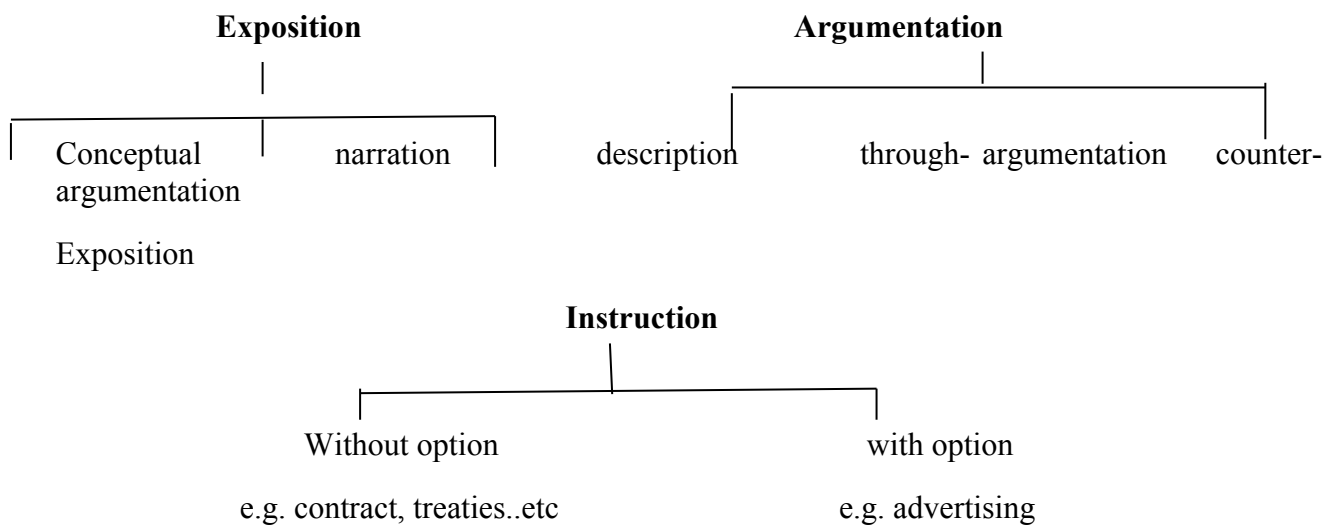 Exposition Argumentation
Conceptual narration description through- argumentation counter-
argumentation
Exposition
Instruction
Without option with option
e.g. contract, treaties..etc e.g. advertising